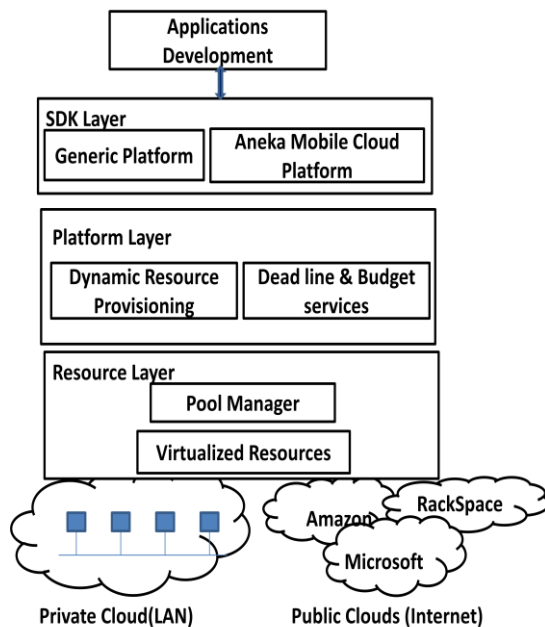 Applications
Development
SDK Layer
Generic Platform
Aneka Mobile Cloud
Platform
Platform Layer
Dynamic Resource
Provisioning
Dead line & Budget
services
Resource Layer
Pool Manager
Virtualized Resources
Amazon
RackSpace
Microsoft
Private Cloud(LAN)
Public Clouds (Internet)